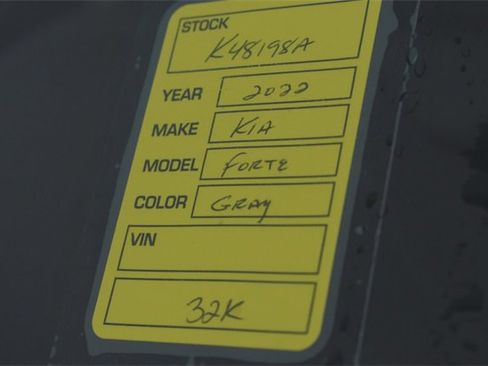 STOCK
K48198A
YEAR 2022
MAKE KIA
MODEL FORTE
COLOR GRAY
VIN
32K